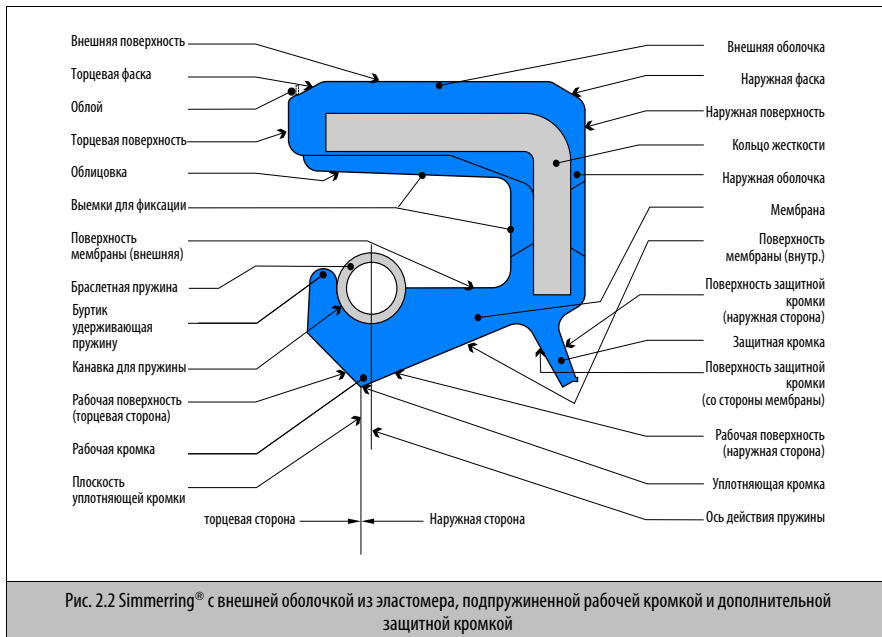 Внешняя поверхность
Торцевая фаска
Облой
Торцевая поверхность
Облицовка
Выемки для фиксации
Поверхность
мембраны (внешняя)
Браслетная пружина
Буртик
удерживающая
пружину
Канавка для пружины
Рабочая поверхность
(торцевая сторона)
Рабочая кромка
Плоскость
уплотняющей кромки
торцевая сторона
Наружная сторона
Внешняя оболочка
Наружная фаска
Наружная поверхность
Кольцо жесткости
Наружная оболочка
Мембрана
Поверхность
мембраны (внутр.)
Поверхность защитной
кромки
(наружная сторона)
Защитная кромка
Поверхность защитной
кромки
(со стороны мембраны)
Рабочая поверхность
(наружная сторона)
Уплотняющая кромка
Ось действия пружины
Рис. 2.2 Simmerring® с внешней оболочкой из эластомера, подпружиненной рабочей кромкой и дополнительной
защитной кромкой